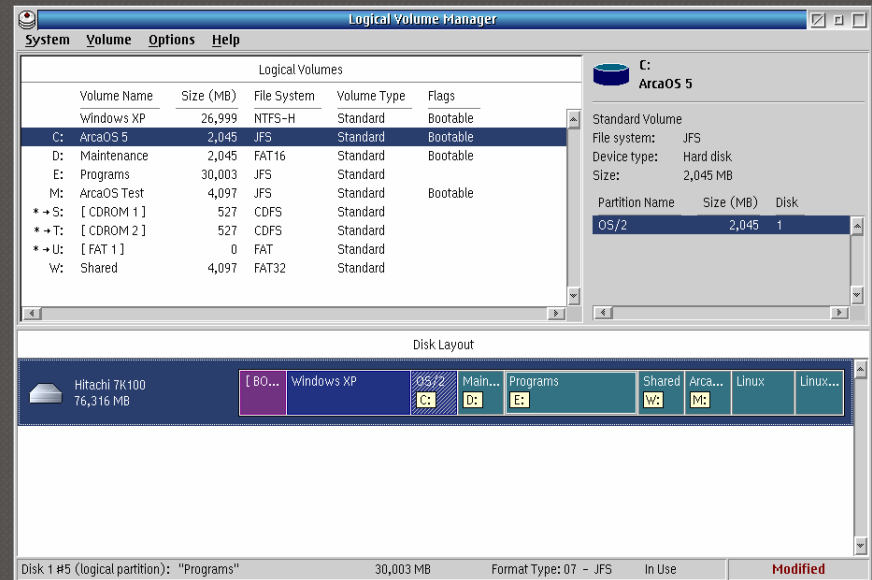 Logical Volume Manager
System Volume Options Help
Logical Volumes
Volume Name Size (MB) File System Volume Type Flags
Windows XP 26,999 NTFS-H Standard Bootable
C: ArcaOS 5 2,045 JFS Standard Bootable
D: Maintenance 2,045 FAT16 Standard Bootable
E: Programs 30,003 JFS Standard
M: ArcaOS Test 4,097 JFS Standard Bootable
* → S: [ CDROM 1 ] 527 CDFS Standard
* → T: [ CDROM 2 ] 527 CDFS Standard
* → U: [ FAT 1 ] 0 FAT Standard
W: Shared 4,097 FAT32 Standard
C:
ArcaOS 5
Standard Volume
File system: JFS
Device type: Hard disk
Size: 2,045 MB
Partition Name Size (MB) Disk
OS/2 2,045 1
Disk Layout
Hitachi 7K100
76,316 MB
[ BO... Windows XP OS/2 Main... Programs Shared Arca... Linux Linux...
C: D: E: W: M:
Disk 1 #5 (logical partition): "Programs" 30,003 MB Format Type: 07 - JFS In Use Modified